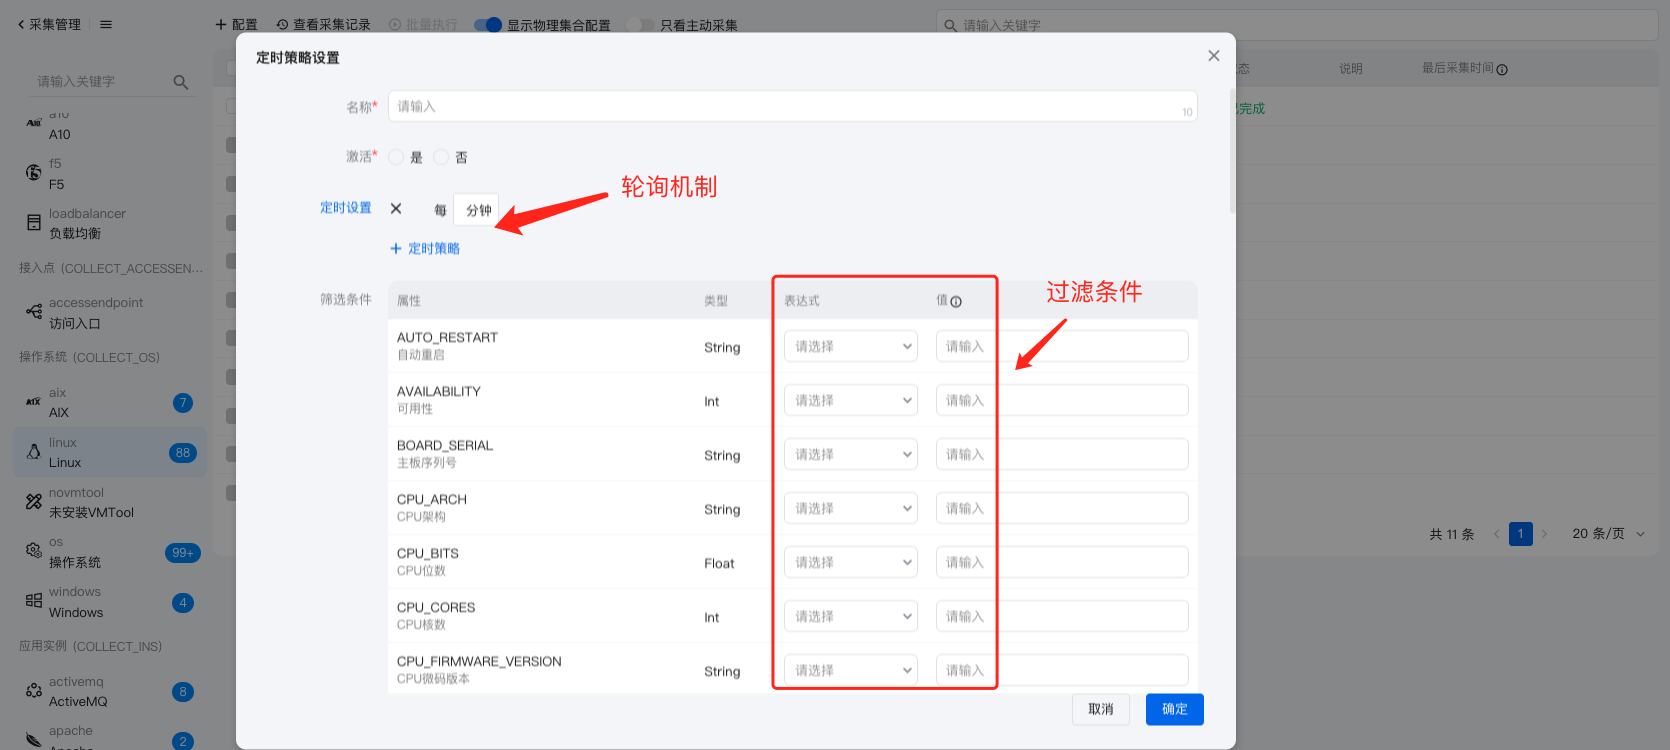 采集管理
配置
查看采集记录
批量执行
显示物理集合配置
只看主动采集
请输入关键字
请输入关键字
a10
A10
f5
F5
loadbalancer
负载均衡
接入点 (COLLECT_ACCESSEN...
accessendpoint
访问入口
操作系统 (COLLECT_OS)
aix
AIX
7
linux
Linux
88
novmtool
未安装VMTool
os
操作系统
99+
windows
Windows
4
应用实例 (COLLECT_INS)
activemq
ActiveMQ
8
apache
Apache
2
定时策略设置
名称*
请输入
10
激活*
是
否
轮询机制
定时设置
每
分钟
+ 定时策略
筛选条件
属性
类型
表达式
值
过滤条件
AUTO_RESTART
自动重启
String
请选择
请输入
AVAILABILITY
可用性
Int
请选择
请输入
BOARD_SERIAL
主板序列号
String
请选择
请输入
CPU_ARCH
CPU架构
String
请选择
请输入
CPU_BITS
CPU位数
Float
请选择
请输入
CPU_CORES
CPU核数
Int
请选择
请输入
CPU_FIRMWARE_VERSION
CPU微码版本
String
请选择
请输入
取消
确定
态
说明
最后采集时间
完成
共 11 条
1
20 条/页